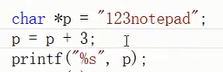 char *p = "123notepad";
p = p + 3;
printf("%s", p);